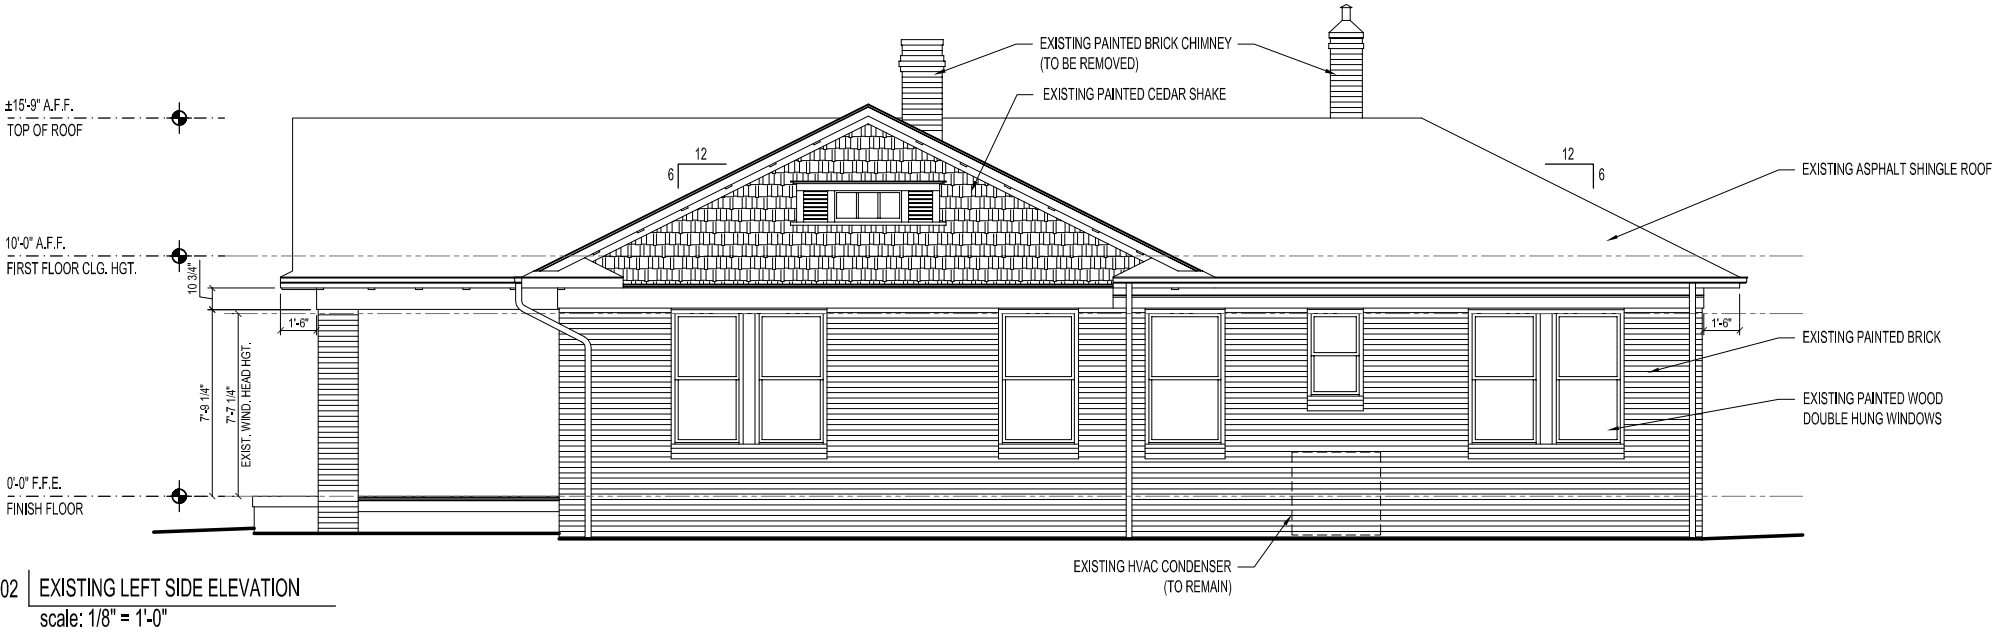 EXISTING PAINTED BRICK CHIMNEY
(TO BE REMOVED)
EXISTING PAINTED CEDAR SHAKE
±15'-9" A.F.F.
TOP OF ROOF
12
6
12
6
EXISTING ASPHALT SHINGLE ROOF
10'-0" A.F.F.
FIRST FLOOR CLG. HGT.
10 3/4"
1'-6"
1'-6"
7'-9 1/4"
7'-7 1/4"
EXIST. WIND. HEAD HGT.
EXISTING PAINTED BRICK
EXISTING PAINTED WOOD
DOUBLE HUNG WINDOWS
0'-0" F.F.E.
FINISH FLOOR
EXISTING HVAC CONDENSER
(TO REMAIN)
02 EXISTING LEFT SIDE ELEVATION
scale: 1/8" = 1'-0"